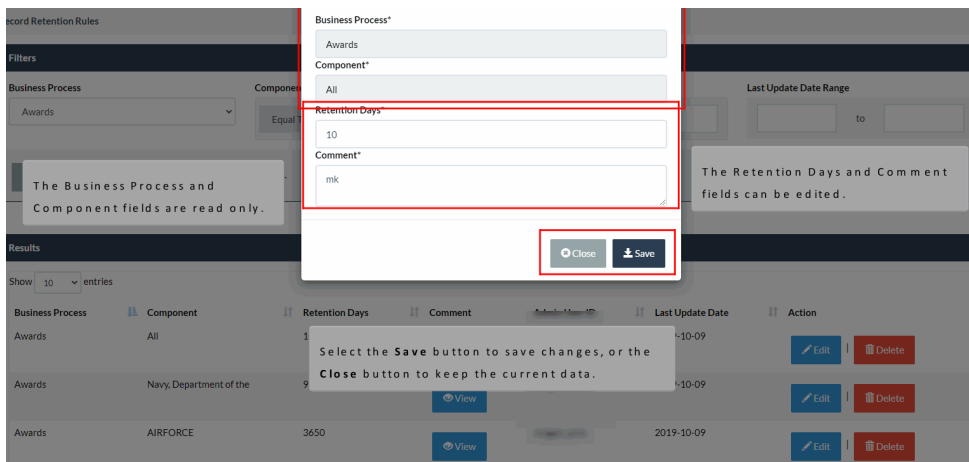 ecord Retention Rules
Business Process*
Awards
Component*
All
Retention Days*
10
Comment*
mk
Close
Save
Filters
Business Process
Awards
Componen
Equal T
Last Update Date Range
to
The Business Process and
Component fields are read only.
The Retention Days and Comment
fields can be edited.
Results
Show 10 entries
Business Process Component Retention Days Comment Last Update Date Action
Awards All 1 -10-09 Edit | Delete
Select the Save button to save changes, or the
Close button to keep the current data.
Awards Navy, Department of the 9 View -10-09 Edit | Delete
Awards AIRFORCE 3650 View 2019-10-09 Edit | Delete